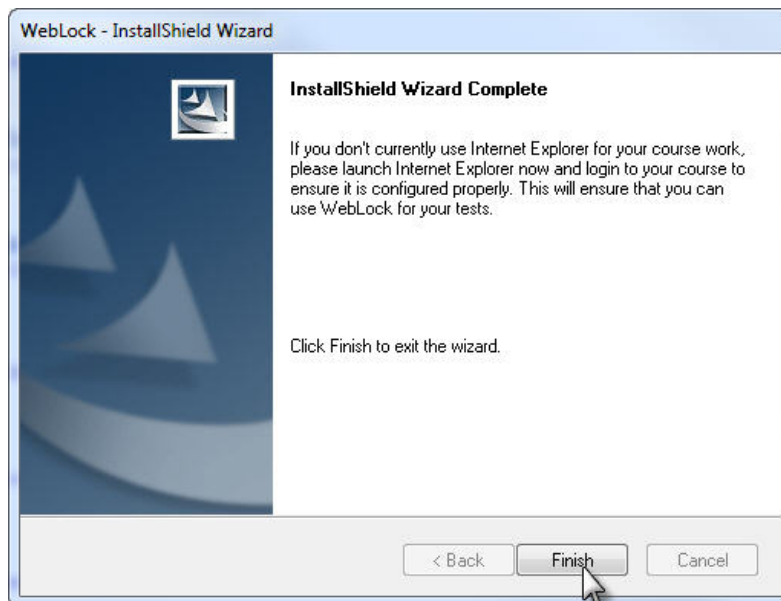 WebLock - InstallShield Wizard
InstallShield Wizard Complete
If you don't currently use Internet Explorer for your course work,
please launch Internet Explorer now and login to your course to
ensure it is configured properly. This will ensure that you can
use WebLock for your tests.
Click Finish to exit the wizard.
< Back Finish Cancel